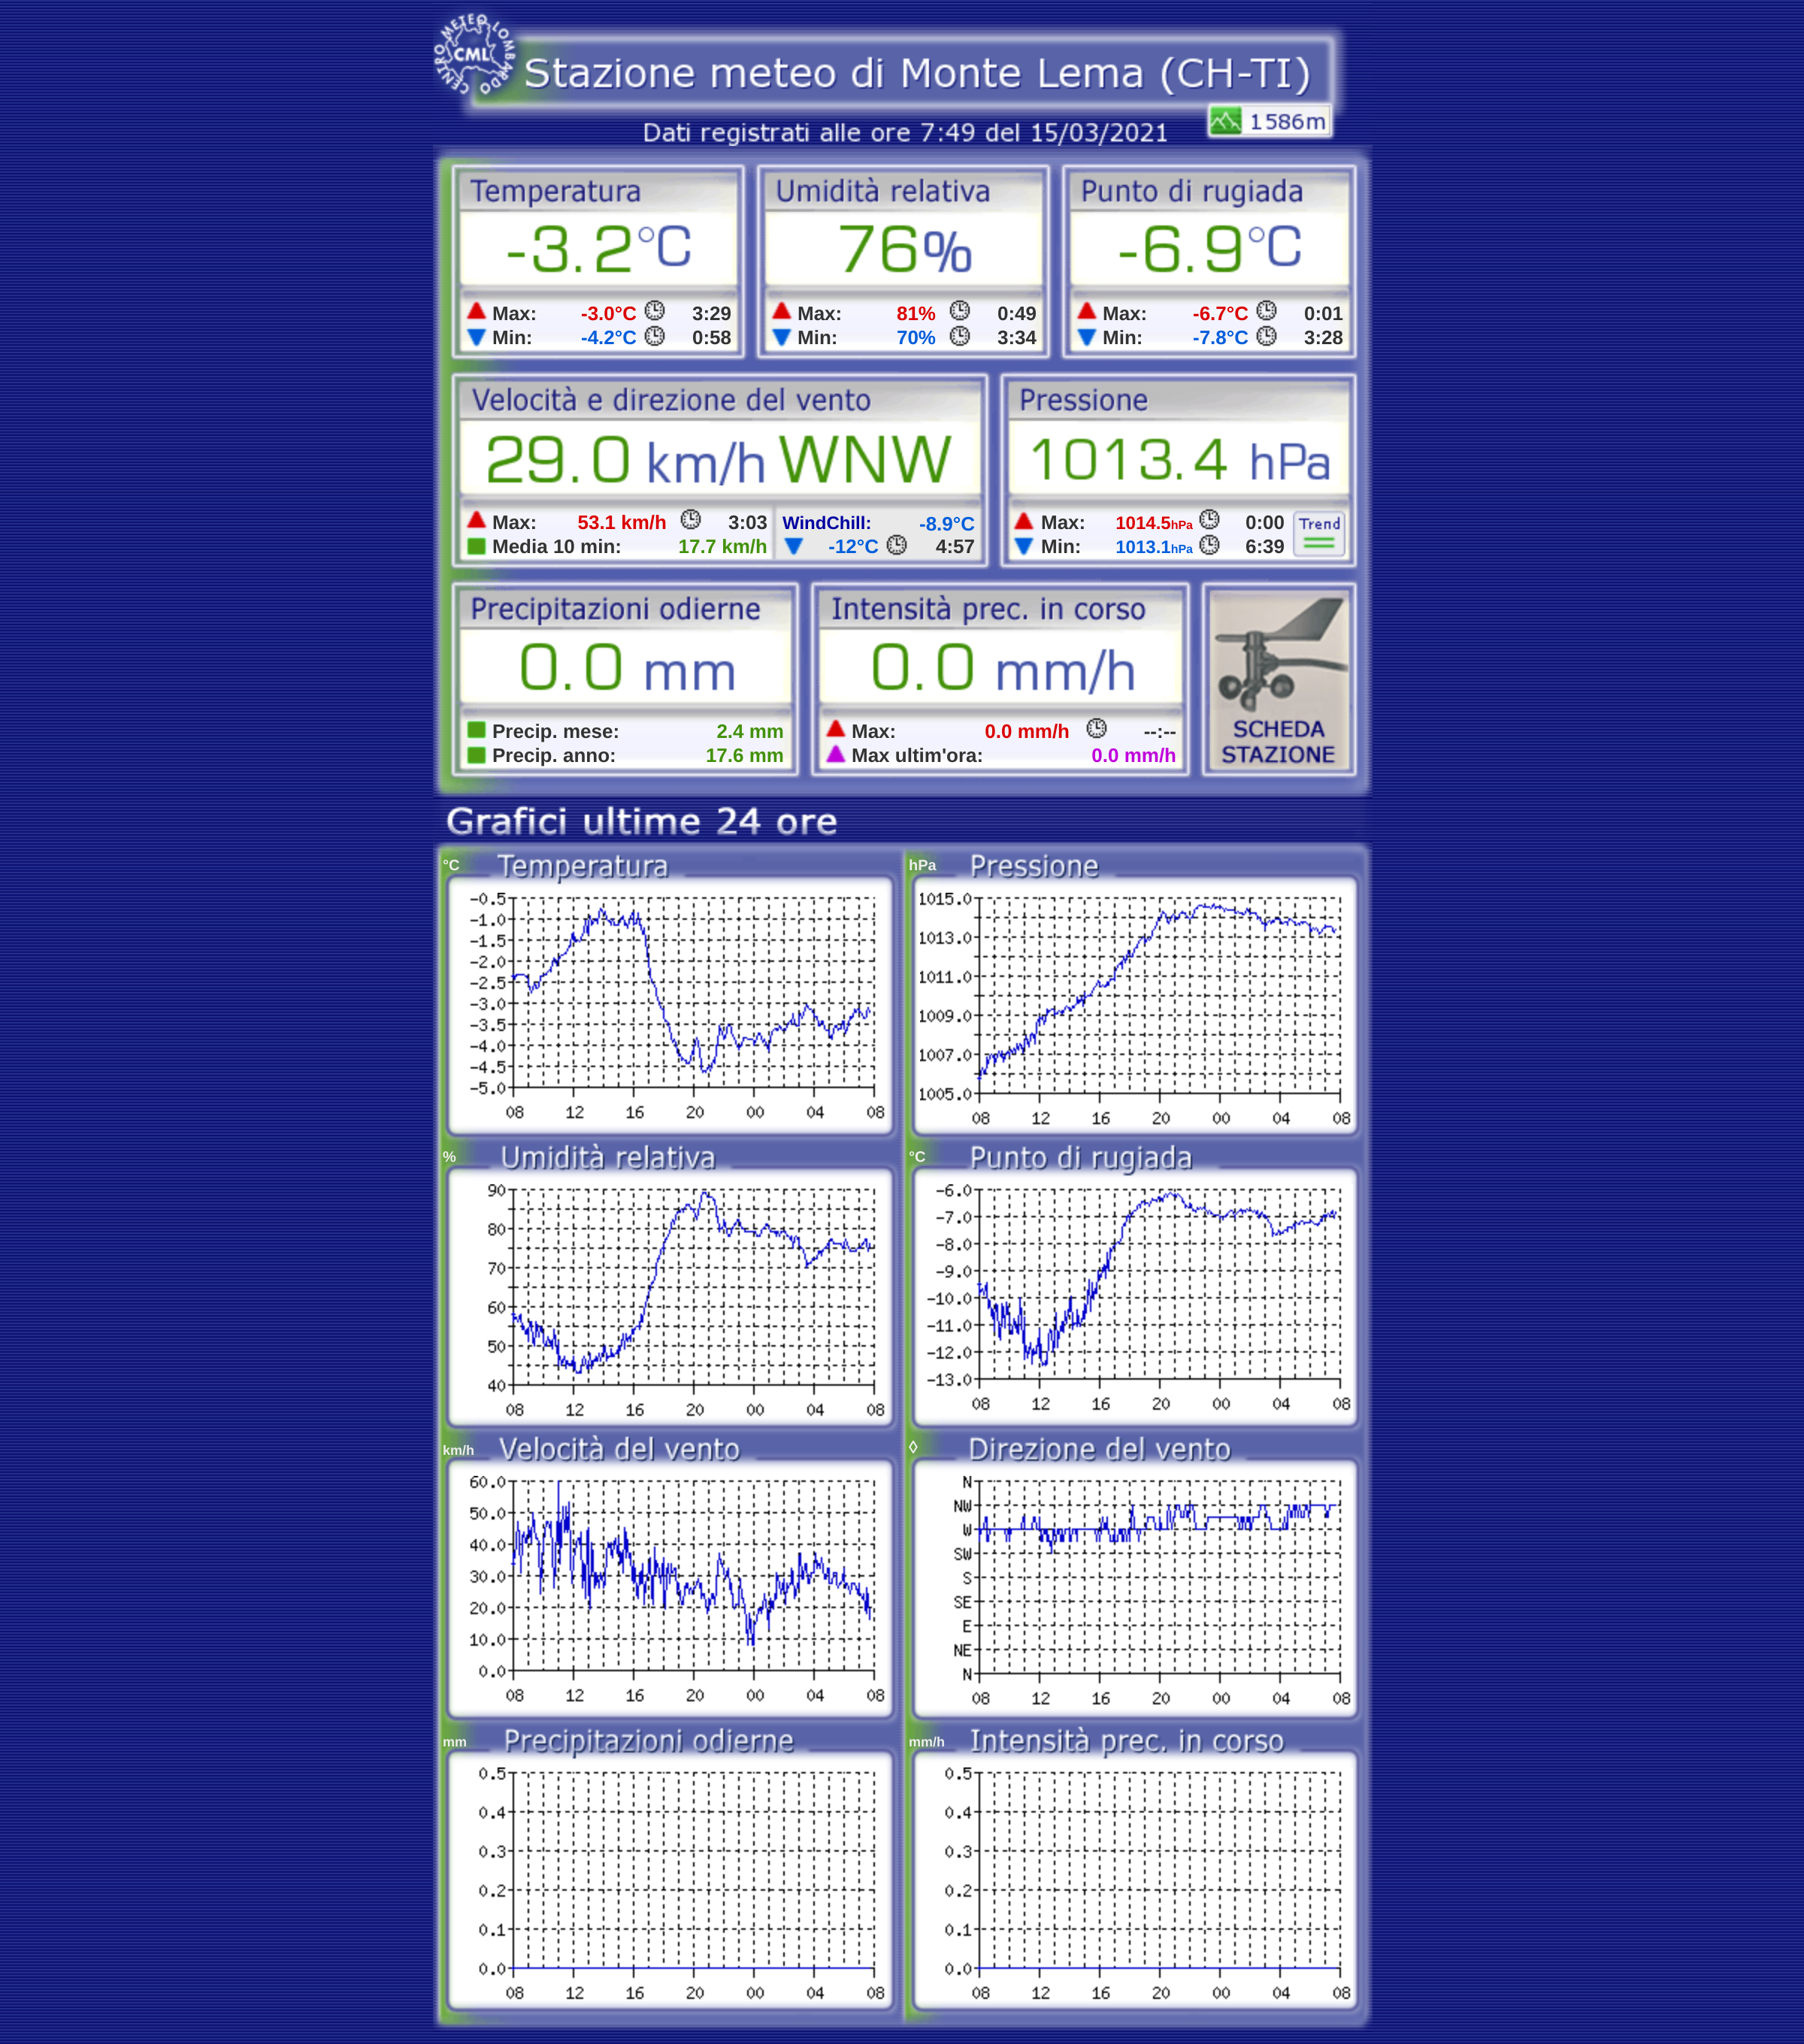 CENTRO METEO LOMBARDO
CML
Stazione meteo di Monte Lema (CH-TI)
1586m
Dati registrati alle ore 7:49 del 15/03/2021
Temperatura Umidità relativa Punto di rugiada
-3.2°C 76% -6.9°C
Max: -3.0°C 3:29 Max: 81% 0:49 Max: -6.7°C 0:01
Min: -4.2°C 0:58 Min: 70% 3:34 Min: -7.8°C 3:28
Velocità e direzione del vento Pressione
29.0 km/h WNW 1013.4 hPa
Max: 53.1 km/h 3:03 WindChill: -8.9°C Max: 1014.5hPa 0:00 Trend
Media 10 min: 17.7 km/h -12°C 4:57 Min: 1013.1hPa 6:39
Precipitazioni odierne Intensità prec. in corso
0.0 mm 0.0 mm/h
Precip. mese: 2.4 mm Max: 0.0 mm/h --:-- SCHEDA
Precip. anno: 17.6 mm Max ultim'ora: 0.0 mm/h STAZIONE
Grafici ultime 24 ore
°C Temperatura
-0.5
-1.0
-1.5
-2.0
-2.5
-3.0
-3.5
-4.0
-4.5
-5.0
08 12 16 20 00 04 08
hPa Pressione
1015.0
1013.0
1011.0
1009.0
1007.0
1005.0
08 12 16 20 00 04 08
% Umidità relativa
90
80
70
60
50
40
08 12 16 20 00 04 08
°C Punto di rugiada
-6.0
-7.0
-8.0
-9.0
-10.0
-11.0
-12.0
-13.0
08 12 16 20 00 04 08
km/h Velocità del vento
60.0
50.0
40.0
30.0
20.0
10.0
0.0
08 12 16 20 00 04 08
◊ Direzione del vento
N
NW
W
SW
S
SE
E
NE
N
08 12 16 20 00 04 08
mm Precipitazioni odierne
0.5
0.4
0.3
0.2
0.1
0.0
08 12 16 20 00 04 08
mm/h Intensità prec. in corso
0.5
0.4
0.3
0.2
0.1
0.0
08 12 16 20 00 04 08